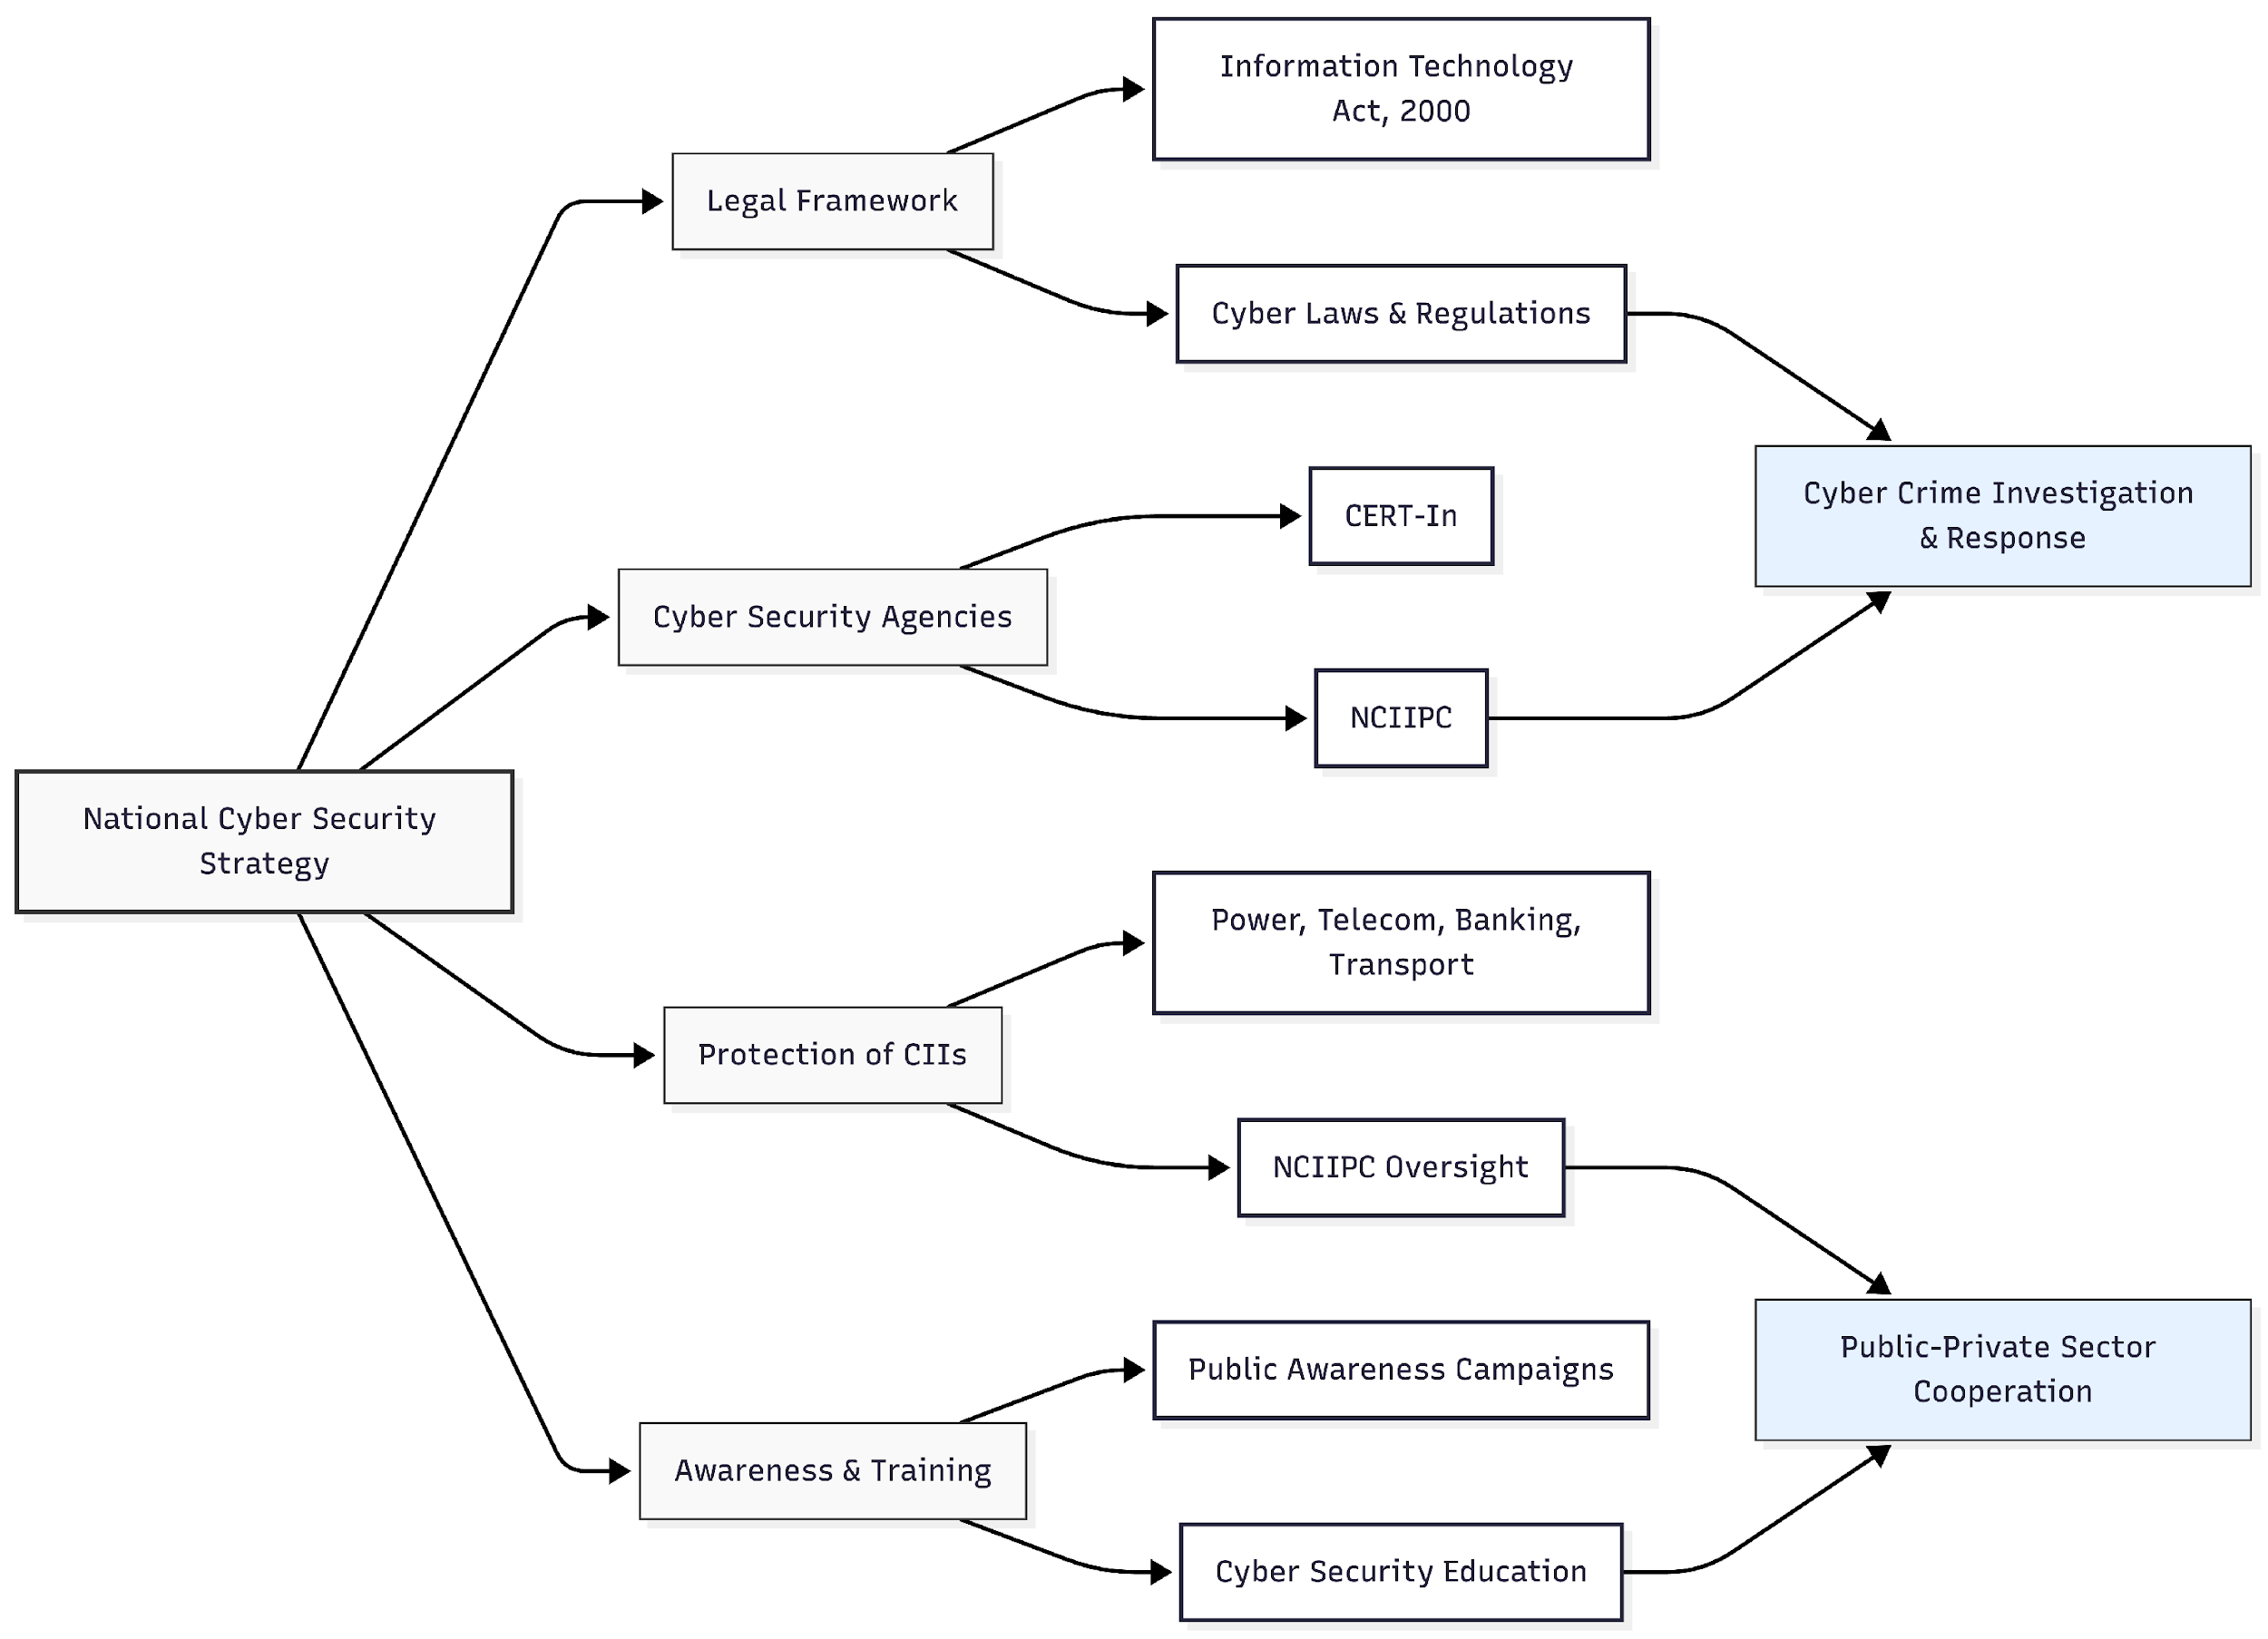 Information Technology
Act, 2000
Legal Framework
Cyber Laws & Regulations
Cyber Crime Investigation
& Response
CERT-In
Cyber Security Agencies
NCIIPC
National Cyber Security
Strategy
Power, Telecom, Banking,
Transport
Protection of CIIs
NCIIPC Oversight
Public-Private Sector
Cooperation
Public Awareness Campaigns
Awareness & Training
Cyber Security Education